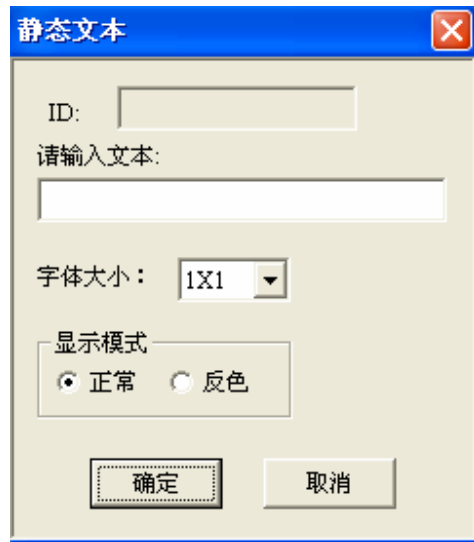 静态文本
ID:
请输入文本:
字体大小： 1X1
显示模式
正常 反色
确定 取消